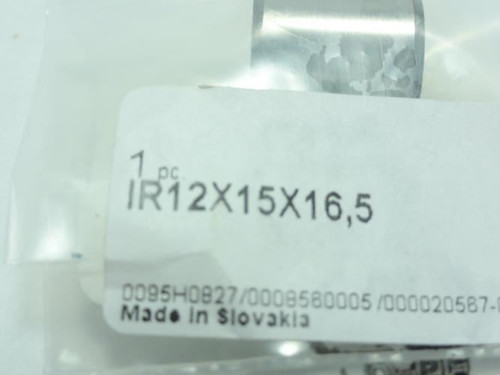 1 pc.
IR12X15X16,5
0095H0827/0008580005/000020587-
Made in Slovakia